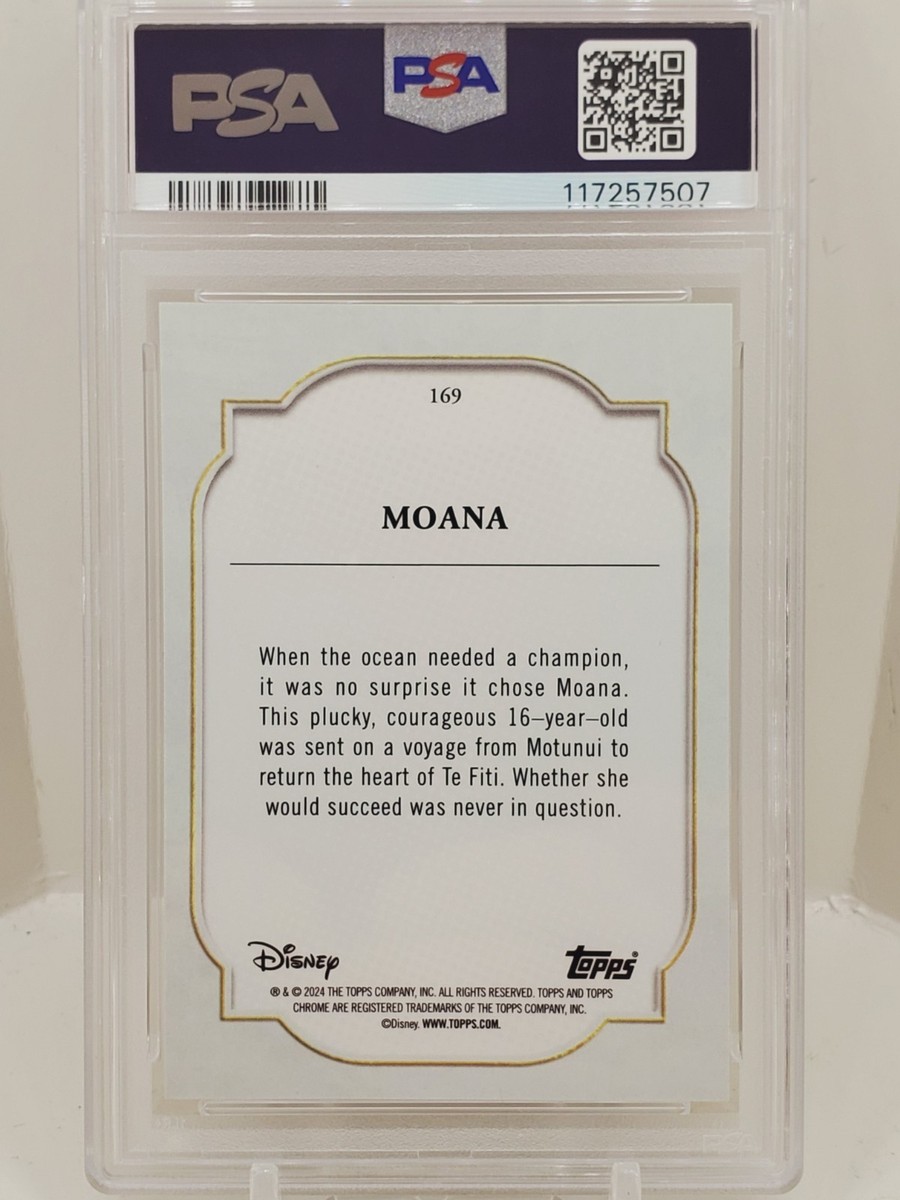 PSA
PSA
117257507
169
MOANA
When the ocean needed a champion,
it was no surprise it chose Moana.
This plucky, courageous 16–year–old
was sent on a voyage from Motunui to
return the heart of Te Fiti. Whether she
would succeed was never in question.
Disney
topps®
® & © 2024 THE TOPPS COMPANY, INC. ALL RIGHTS RESERVED. TOPPS AND TOPPS
CHROME ARE REGISTERED TRADEMARKS OF THE TOPPS COMPANY, INC.
©Disney. WWW.TOPPS.COM.